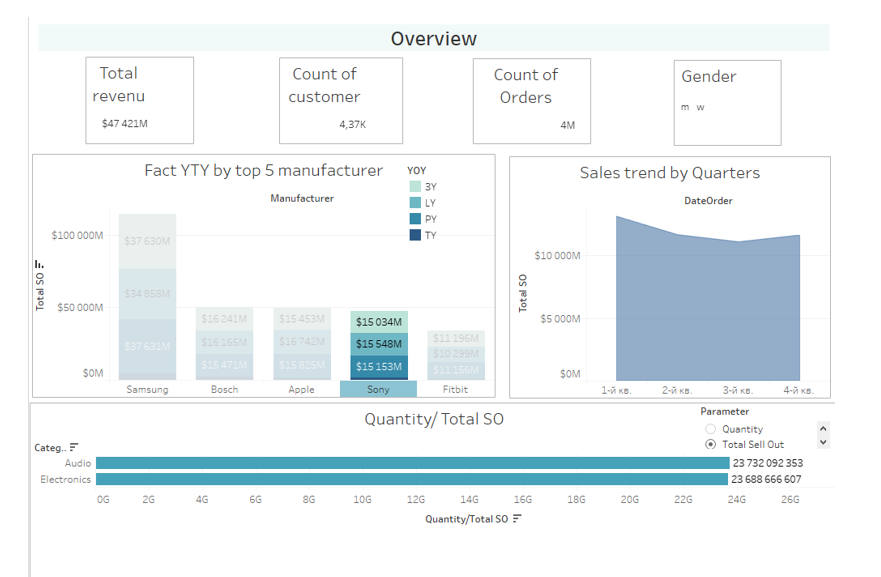 Overview
Total
revenu
$47 421M
Count of
customer
4,37K
Count of
Orders
4M
Gender
m w
Fact YTY by top 5 manufacturer
Manufacturer
YOY
3Y
LY
PY
TY
Total SO
$100 000M
$50 000M
$0M
$37 630M
$34 858M
$37 631M
$16 241M
$16 165M
$15 471M
$15 453M
$16 742M
$15 825M
$15 034M
$15 548M
$15 153M
$11 196M
$10 299M
$11 156M
Samsung Bosch Apple Sony Fitbit
Sales trend by Quarters
DateOrder
Total SO
$10 000M
$5 000M
$0M
1-й кв. 2-й кв. 3-й кв. 4-й кв.
Quantity/ Total SO
Parameter
Quantity
Total Sell Out
Categ..
Audio 23 732 092 353
Electronics 23 688 666 607
0G 2G 4G 6G 8G 10G 12G 14G 16G 18G 20G 22G 24G 26G
Quantity/Total SO